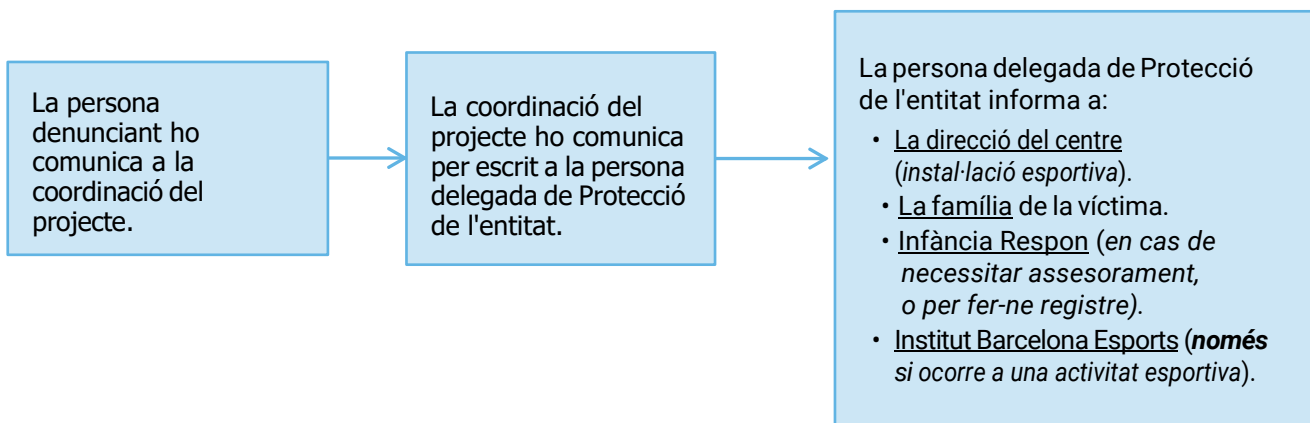 La persona
denunciant ho
comunica a la
coordinació del
projecte.
La coordinació del
projecte ho comunica
per escrit a la persona
delegada de Protecció
de l'entitat.
La persona delegada de Protecció
de l'entitat informa a:
• La direcció del centre
(instal·lació esportiva).
• La família de la víctima.
• Infància Respon (en cas de
necessitar assesorament,
o per fer-ne registre).
• Institut Barcelona Esports (només
si ocorre a una activitat esportiva).